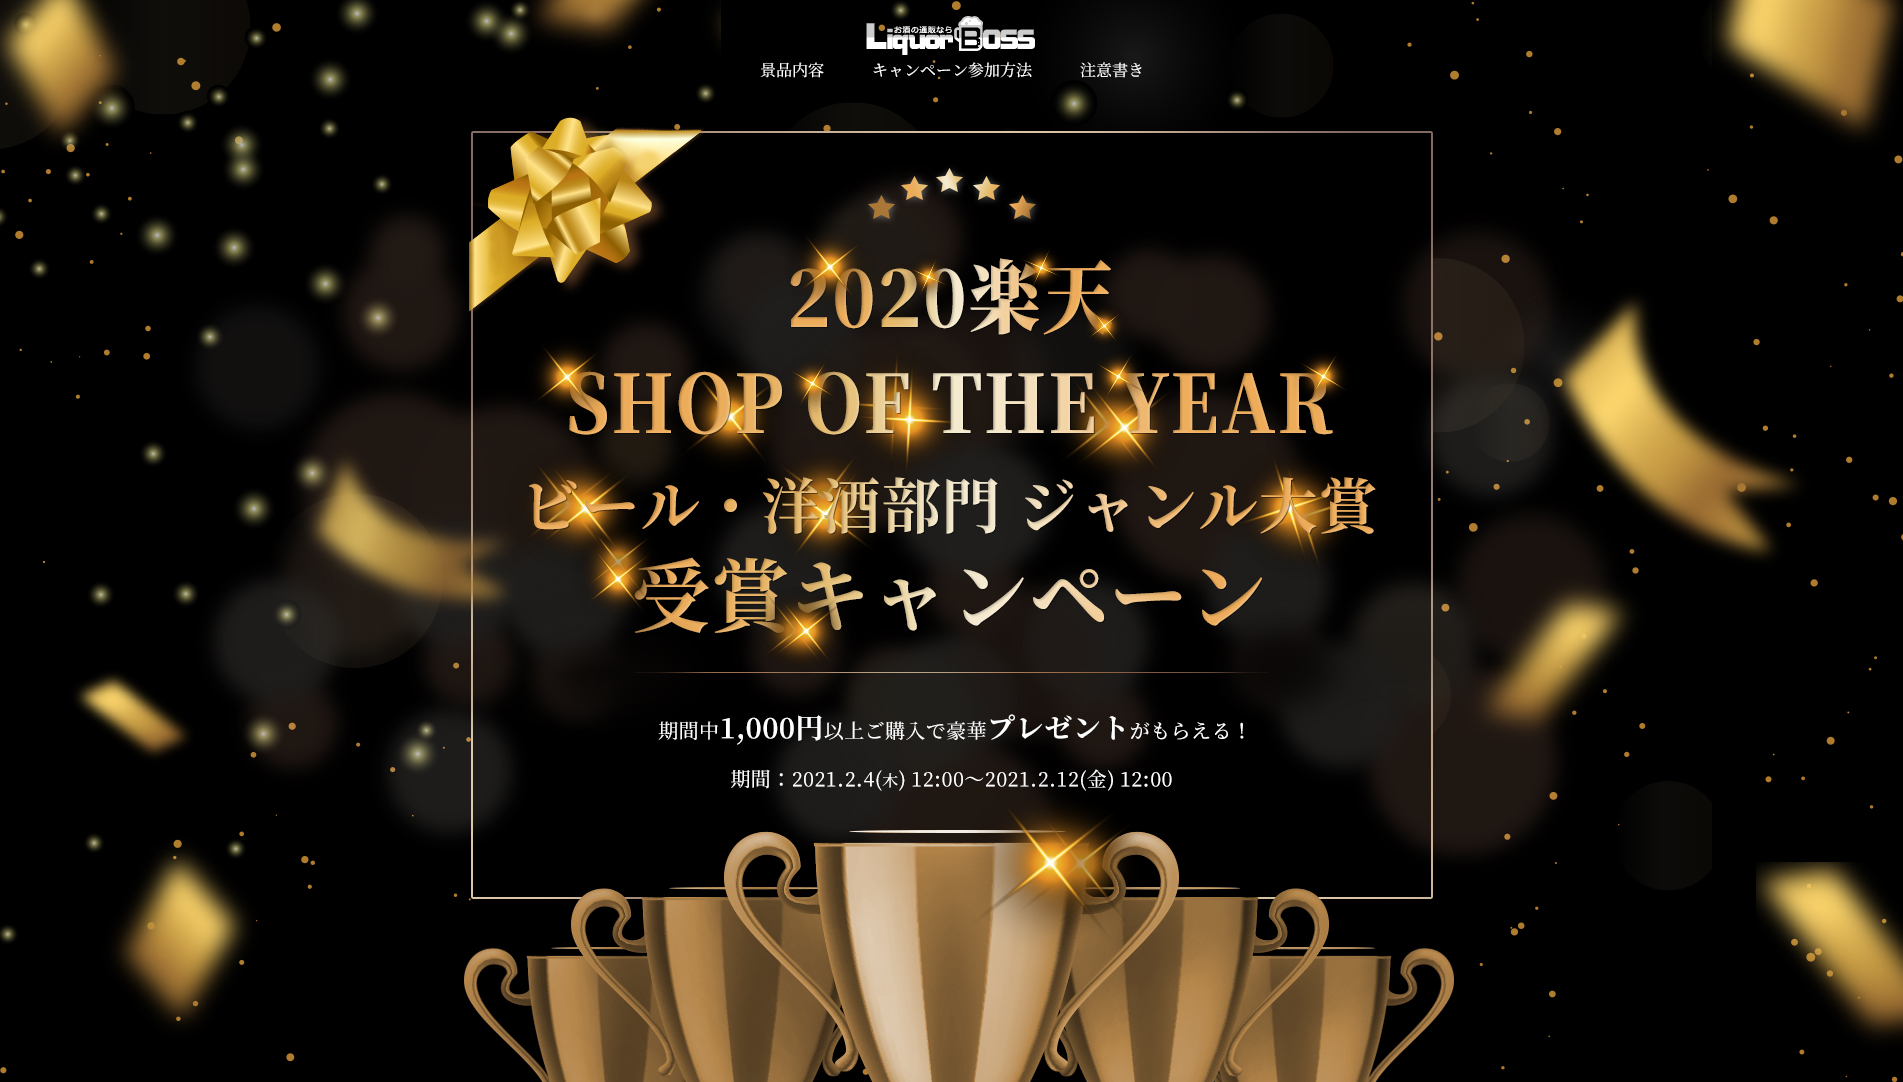 お酒の通販なら
LiquorBoss
景品内容 キャンペーン参加方法 注意書き
2020楽天
SHOP OF THE YEAR
ビール・洋酒部門 ジャンル大賞
受賞キャンペーン
期間中1,000円以上ご購入で豪華プレゼントがもらえる！
期間：2021.2.4(木) 12:00～2021.2.12(金) 12:00